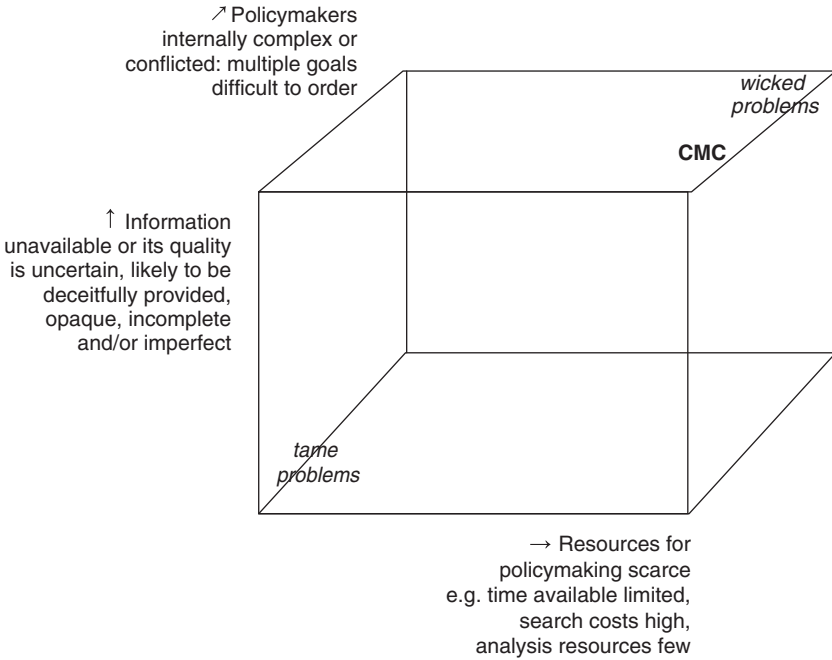 ↗ Policymakers
internally complex or
conflicted: multiple goals
difficult to order
wicked
problems
CMC
↑ Information
unavailable or its quality
is uncertain, likely to be
deceitfully provided,
opaque, incomplete
and/or imperfect
tame
problems
→ Resources for
policymaking scarce
e.g. time available limited,
search costs high,
analysis resources few